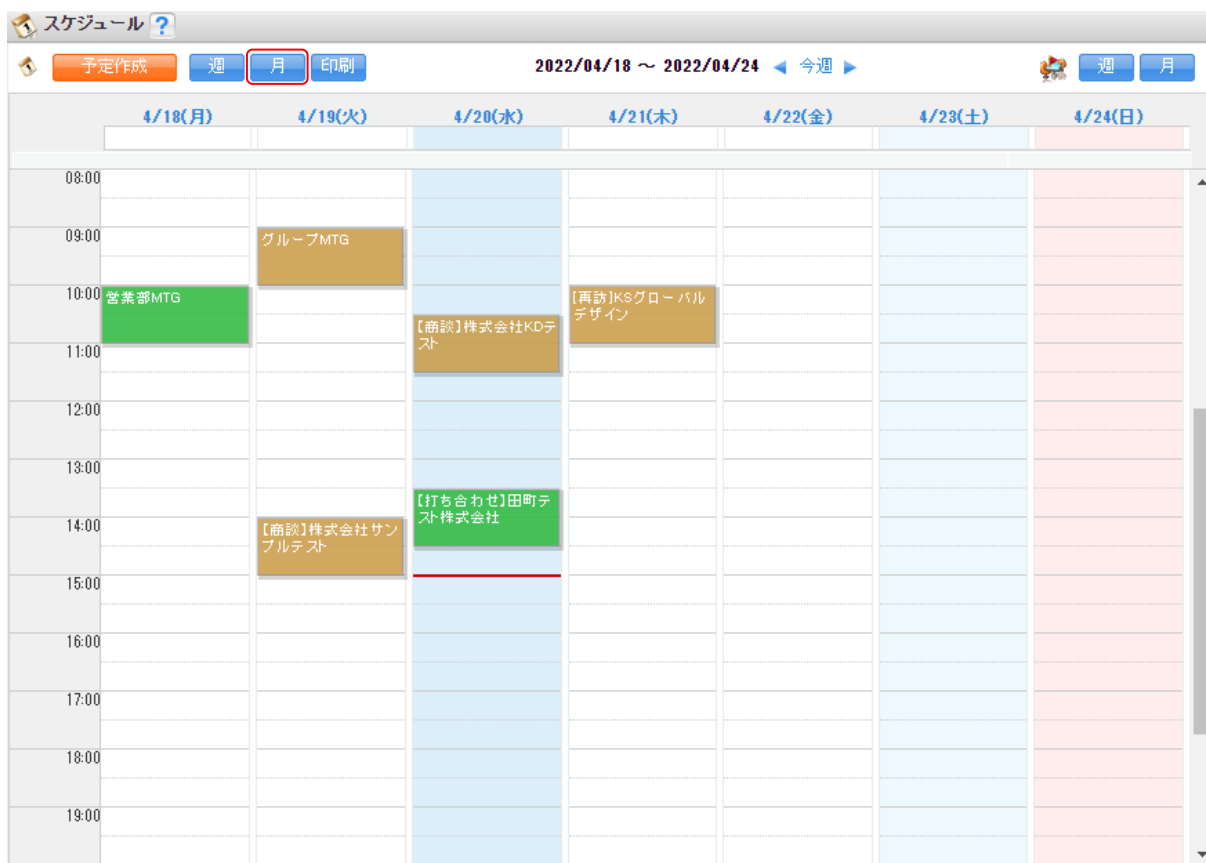 スケジュール ?
予定作成 週 月 印刷 2022/04/18 ～ 2022/04/24 今週 週 月
4/18(月) 4/19(火) 4/20(水) 4/21(木) 4/22(金) 4/23(土) 4/24(日)
08:00
09:00
グループMTG
10:00
営業部MTG
【再訪】KSグローバル
デザイン
【商談】株式会社KDテ
スト
11:00
12:00
13:00
【打ち合わせ】田町テ
スト株式会社
14:00
【商談】株式会社サン
プルテスト
15:00
16:00
17:00
18:00
19:00